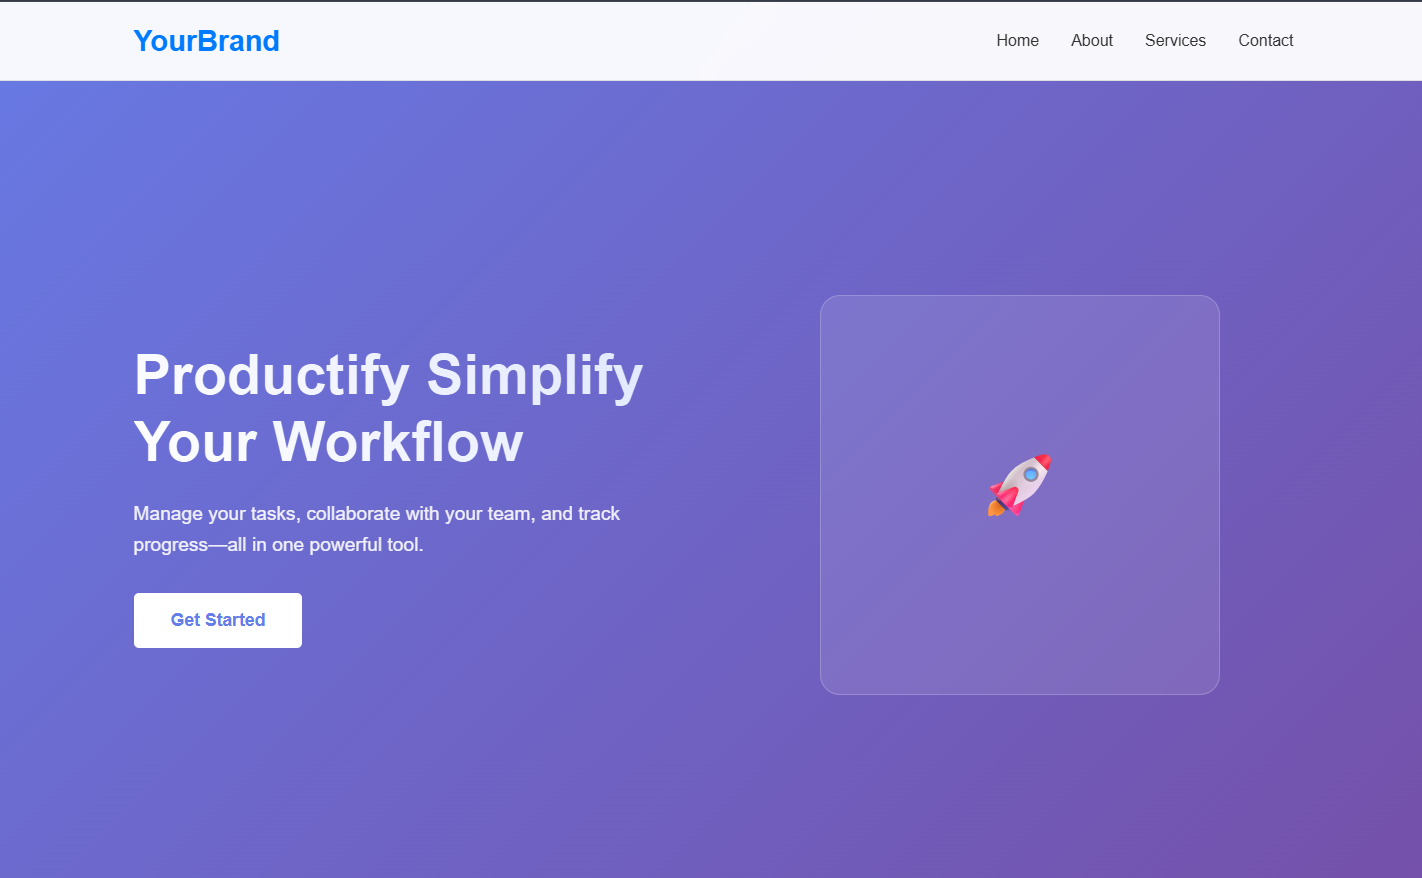 YourBrand
Home About Services Contact
Productify Simplify
Your Workflow
Manage your tasks, collaborate with your team, and track
progress—all in one powerful tool.
Get Started